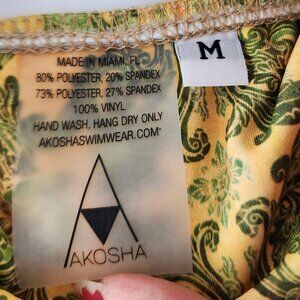 MADE IN MIAMI, FL
80% POLYESTER, 20% SPANDEX
73% POLYESTER, 27% SPANDEX
100% VINYL
HAND WASH, HANG DRY ONLY
AKOSHASWIMWEAR.COM
AKOSHA
M